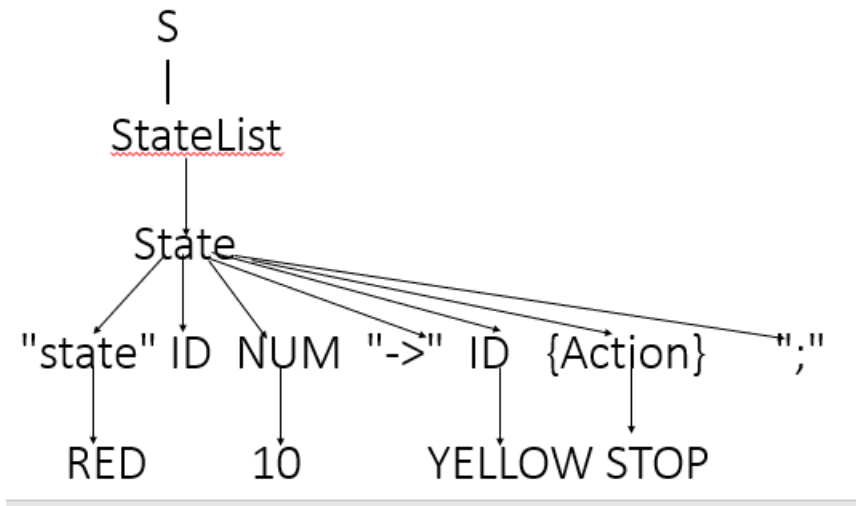 S
StateList
State
"state" ID NUM "->" ID {Action} ";"
RED 10 YELLOW STOP